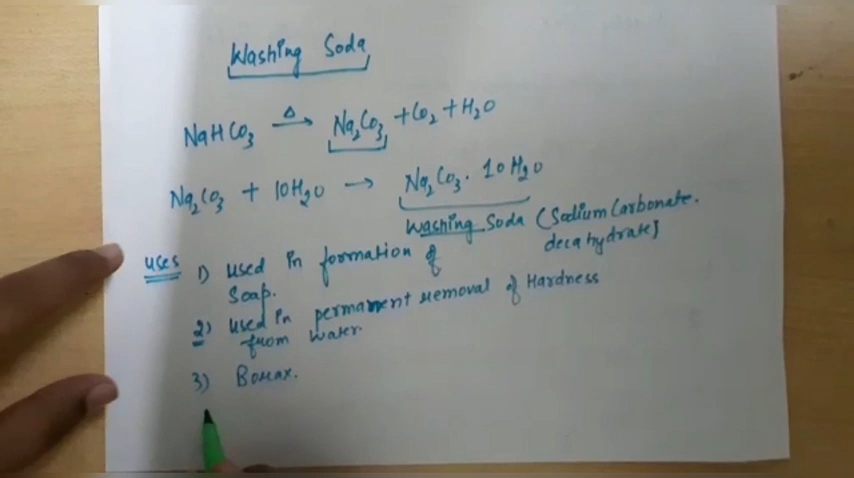 Washing Soda
NaHCO3 Δ→ Na2CO3 + CO2 + H2O
Na2CO3 + 10H2O → Na2CO3. 10H2O
Washing Soda (Sodium Carbonate.
decahydrate]
uses 1) used in formation of
Soap.
2) used in permanent removal of Hardness
from water.
3) Borax.